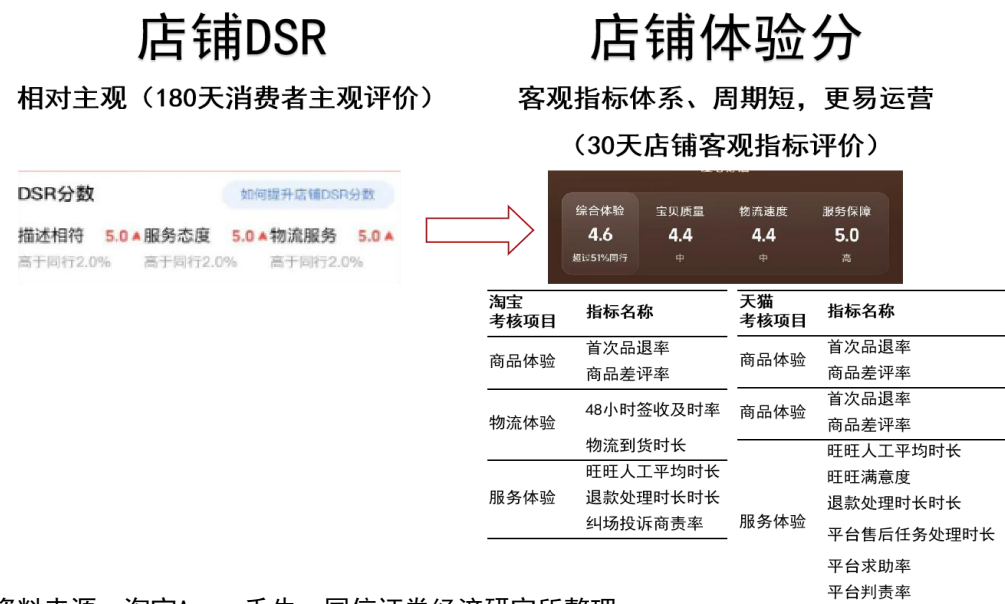 店铺DSR
相对主观（180天消费者主观评价）
DSR分数
如何提升店铺DSR分数
描述相符 5.0▲ 服务态度 5.0▲ 物流服务 5.0▲
高于同行2.0% 高于同行2.0% 高于同行2.0%
店铺体验分
客观指标体系、周期短，更易运营
（30天店铺客观指标评价）
综合体验 宝贝质量 物流速度 服务保障
4.6 4.4 4.4 5.0
超过51%同行 中 中 高
淘宝
考核项目 指标名称
商品体验
首次品退率
商品差评率
物流体验
48小时签收及时率
物流到货时长
服务体验
旺旺人工平均时长
退款处理时长时长
纠场投诉商责率
天猫
考核项目 指标名称
商品体验
首次品退率
商品差评率
商品体验
首次品退率
商品差评率
服务体验
旺旺人工平均时长
旺旺满意度
退款处理时长时长
平台售后任务处理时长
平台求助率
平台判责率